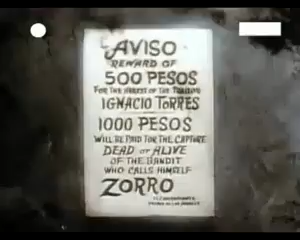 AVISO
REWARD OF
500 PESOS
FOR THE ARREST OF THE TRAITOR
IGNACIO TORRES
1000 PESOS
WILL BE PAID FOR THE CAPTURE
DEAD OR ALIVE
OF THE BANDIT
WHO CALLS HIMSELF
ZORRO